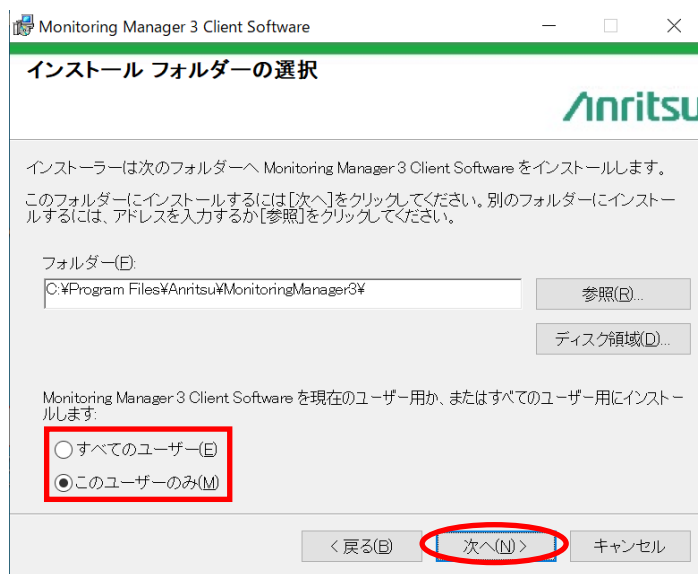 Monitoring Manager 3 Client Software
インストール フォルダーの選択
Anritsu
インストーラーは次のフォルダーへ Monitoring Manager 3 Client Software をインストールします。
このフォルダーにインストールするには[次へ]をクリックしてください。別のフォルダーにインストー
ルするには、アドレスを入力するか[参照]をクリックしてください。
フォルダー(F):
C:¥Program Files¥Anritsu¥MonitoringManager3¥
参照(R)...
ディスク領域(D)...
Monitoring Manager 3 Client Software を現在のユーザー用か、またはすべてのユーザー用にインストー
ルします:
すべてのユーザー(E)
このユーザーのみ(M)
< 戻る(B)
次へ(N) >
キャンセル